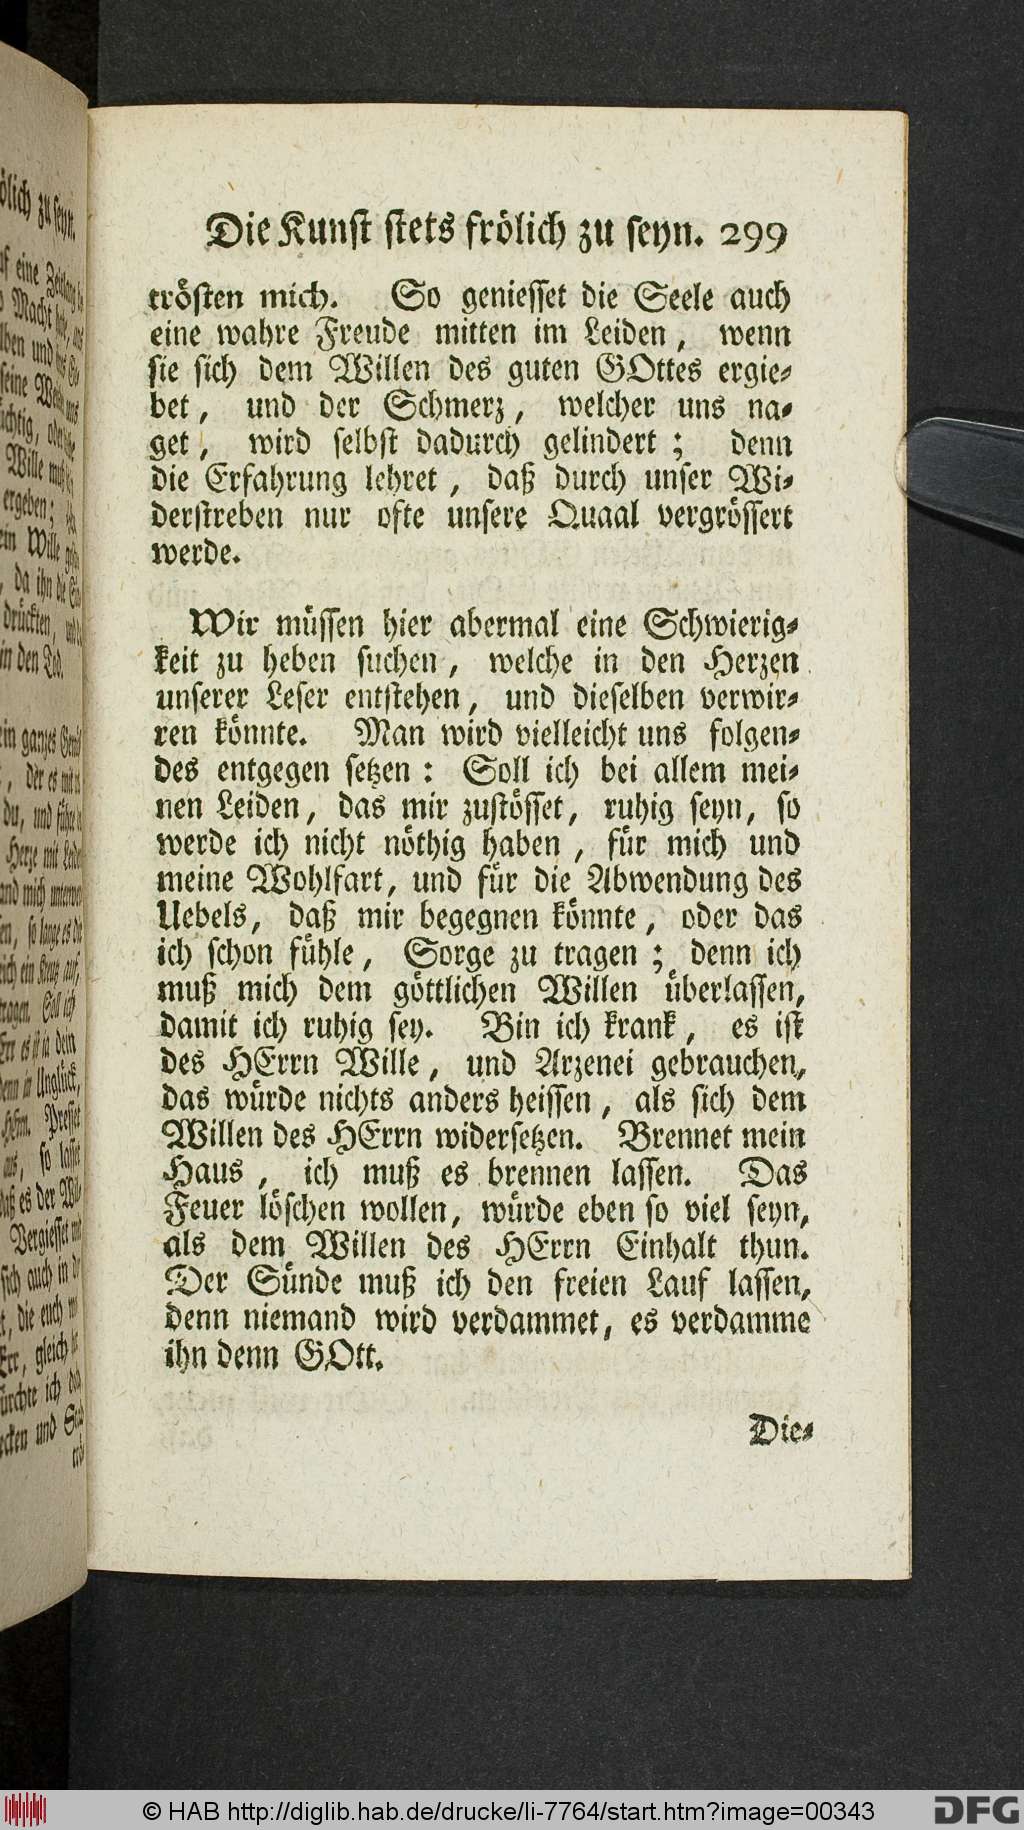 Die Kunst stets frölich zu seyn. 299
trösten mich. So geniesset die Seele auch
eine wahre Freude mitten im Leiden, wenn
sie sich dem Willen des guten GOttes ergie-
bet, und der Schmerz, welcher uns na-
get, wird selbst dadurch gelindert; denn
die Erfahrung lehret, daß durch unser Wi-
derstreben nur ofte unsere Quaal vergrössert
werde.
Wir müssen hier abermal eine Schwierig-
keit zu heben suchen, welche in den Herzen
unserer Leser entstehen, und dieselben verwir-
ren könnte. Man wird vielleicht uns folgen-
des entgegen setzen: Soll ich bei allem mei-
nen Leiden, das mir zustösset, ruhig seyn, so
werde ich nicht nöthig haben, für mich und
meine Wohlfart, und für die Abwendung des
Uebels, daß mir begegnen könnte, oder das
ich schon fühle, Sorge zu tragen; denn ich
muß mich dem göttlichen Willen überlassen,
damit ich ruhig sey. Bin ich krank, es ist
des HErrn Wille, und Arzenei gebrauchen,
das würde nichts anders heissen, als sich dem
Willen des HErrn widersetzen. Brennet mein
Haus, ich muß es brennen lassen. Das
Feuer löschen wollen, würde eben so viel seyn,
als dem Willen des HErrn Einhalt thun.
Der Sünde muß ich den freien Lauf lassen,
denn niemand wird verdammet, es verdamme
ihn denn GOtt.
Die-
© HAB http://diglib.hab.de/drucke/li-7764/start.htm?image=00343
DFG